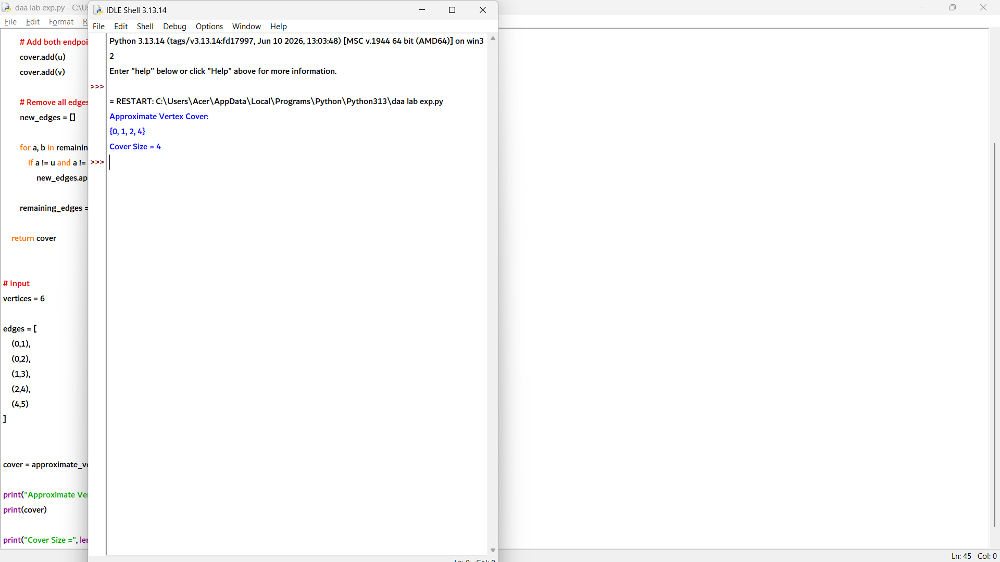 daa lab exp.py - C:\Us
File Edit Format R
# Add both endpoi
cover.add(u)
cover.add(v)
# Remove all edges
new_edges = []
for a, b in remainin
if a != u and a !=
new_edges.ap
remaining_edges =
return cover
# Input
vertices = 6
edges = [
(0,1),
(0,2),
(1,3),
(2,4),
(4,5)
]
cover = approximate_ve
print("Approximate Ver
print(cover)
print("Cover Size =", len
IDLE Shell 3.13.14
File Edit Shell Debug Options Window Help
Python 3.13.14 (tags/v3.13.14:fd17997, Jun 10 2026, 13:03:48) [MSC v.1944 64 bit (AMD64)] on win3
2
Enter "help" below or click "Help" above for more information.
>>>
= RESTART: C:\Users\Acer\AppData\Local\Programs\Python\Python313\daa lab exp.py
Approximate Vertex Cover:
{0, 1, 2, 4}
Cover Size = 4
>>>
Ln: 45 Col: 0